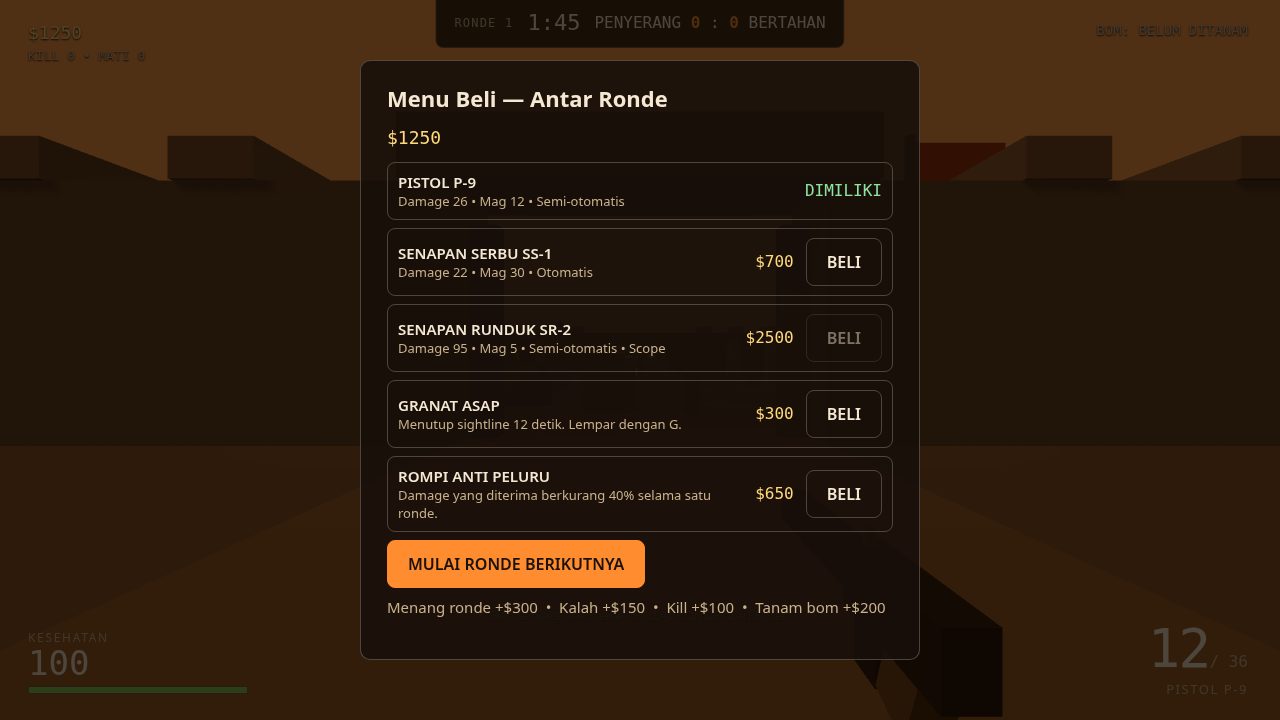 $1250
KILL 0 • MATI 0
RONDE 1 1:45 PENYERANG 0 : 0 BERTAHAN
BOM: BELUM DITANAM
Menu Beli — Antar Ronde
$1250
PISTOL P-9
Damage 26 • Mag 12 • Semi-otomatis
DIMILIKI
SENAPAN SERBU SS-1
Damage 22 • Mag 30 • Otomatis
$700 BELI
SENAPAN RUNDUK SR-2
Damage 95 • Mag 5 • Semi-otomatis • Scope
$2500 BELI
GRANAT ASAP
Menutup sightline 12 detik. Lempar dengan G.
$300 BELI
ROMPI ANTI PELURU
Damage yang diterima berkurang 40% selama satu
ronde.
$650 BELI
MULAI RONDE BERIKUTNYA
Menang ronde +$300 • Kalah +$150 • Kill +$100 • Tanam bom +$200
KESEHATAN
100
12 / 36
PISTOL P-9